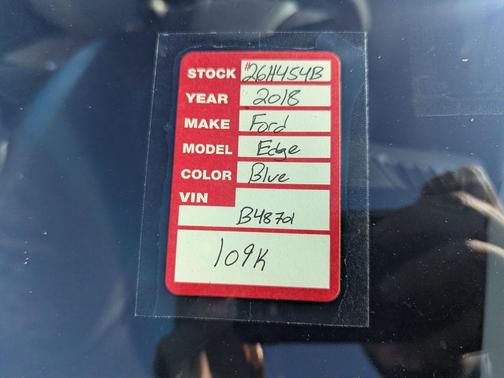 STOCK #26H454B
YEAR 2018
MAKE Ford
MODEL Edge
COLOR Blue
VIN
B48701
109K